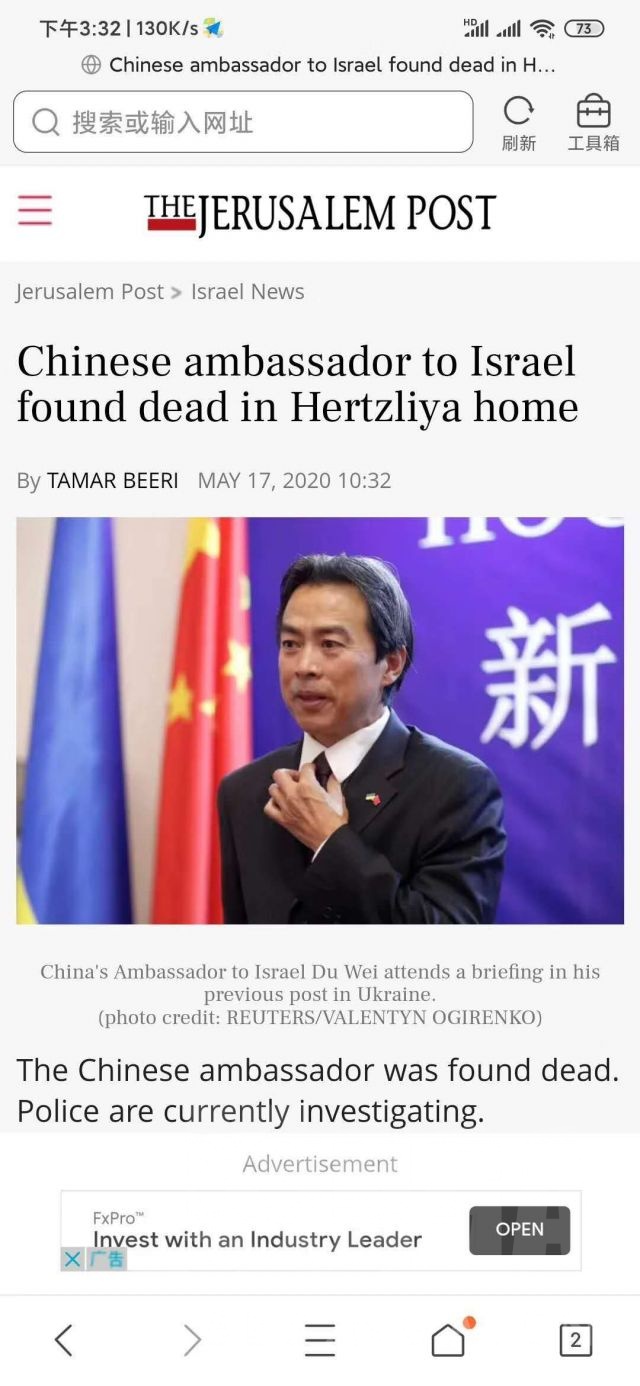 下午3:32 | 130K/s
HD
73
Chinese ambassador to Israel found dead in H...
搜索或输入网址
刷新
工具箱
THE JERUSALEM POST
Jerusalem Post > Israel News
Chinese ambassador to Israel
found dead in Hertzliya home
By TAMAR BEERI MAY 17, 2020 10:32
新
China's Ambassador to Israel Du Wei attends a briefing in his
previous post in Ukraine.
(photo credit: REUTERS/VALENTYN OGIRENKO)
The Chinese ambassador was found dead.
Police are currently investigating.
Advertisement
FxPro™
Invest with an Industry Leader
OPEN
广告
2